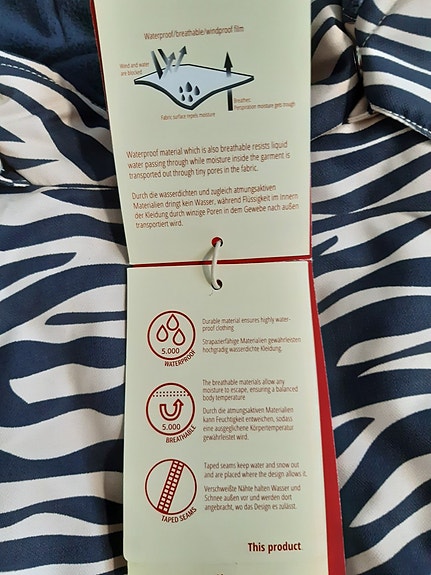 Waterproof/breathable/windproof film
Wind and water
are blocked
Breathes:
Perspiration moisture gets trough
Fabric surface repels moisture
Waterproof material which is also breathable resists liquid
water passing through while moisture inside the garment is
transported out through tiny pores in the fabric.
Durch die wasserdichten und zugleich atmungsaktiven
Materialien dringt kein Wasser, während Flüssigkeit im Innern
der Kleidung durch winzige Poren in dem Gewebe nach außen
transportiert wird.
5.000
WATERPROOF
Durable material ensures highly water-
proof clothing
Strapazierfähige Materialien gewährleisten
hochgradig wasserdichte Kleidung.
5.000
BREATHABLE
The breathable materials allow any
moisture to escape, ensuring a balanced
body temperature
Durch die atmungsaktiven Materialien
kann Feuchtigkeit entweichen, sodass
eine ausgeglichene Körpertemperatur
gewährleistet wird.
TAPED SEAMS
Taped seams keep water and snow out
and are placed where the design allows it.
Verschweißte Nähte halten Wasser und
Schnee außen vor und werden dort
angebracht, wo das Design es zulässt.
This product